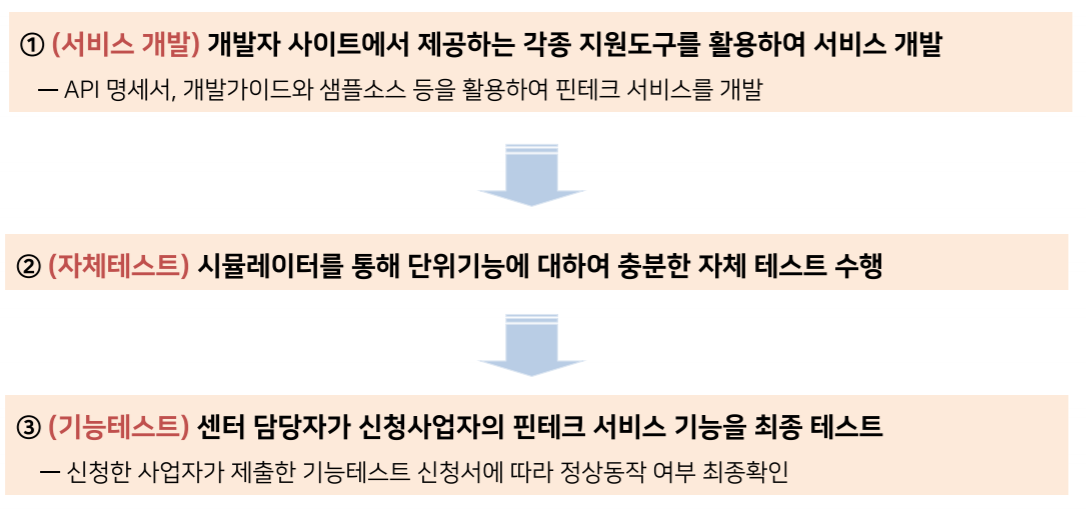 ① (서비스 개발) 개발자 사이트에서 제공하는 각종 지원도구를 활용하여 서비스 개발
― API 명세서, 개발가이드와 샘플소스 등을 활용하여 핀테크 서비스를 개발
② (자체테스트) 시뮬레이터를 통해 단위기능에 대하여 충분한 자체 테스트 수행
③ (기능테스트) 센터 담당자가 신청사업자의 핀테크 서비스 기능을 최종 테스트
― 신청한 사업자가 제출한 기능테스트 신청서에 따라 정상동작 여부 최종확인